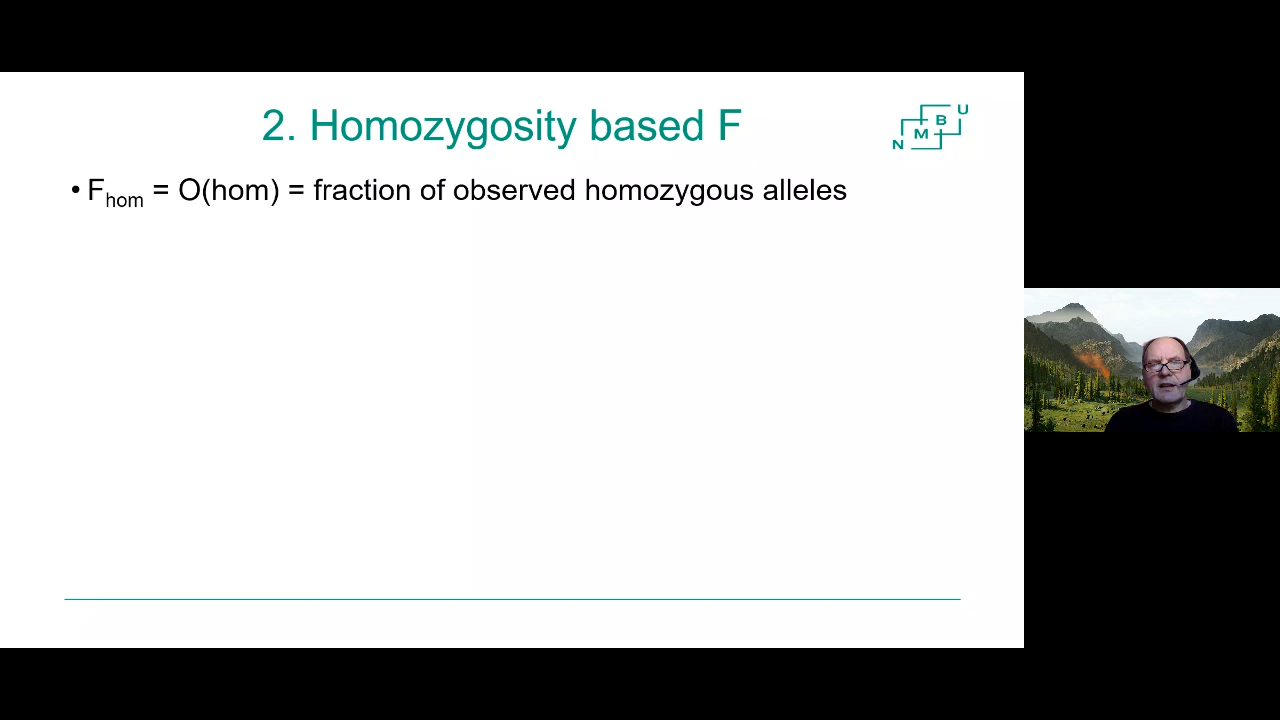 2. Homozygosity based F
N M B U
• Fhom = O(hom) = fraction of observed homozygous alleles